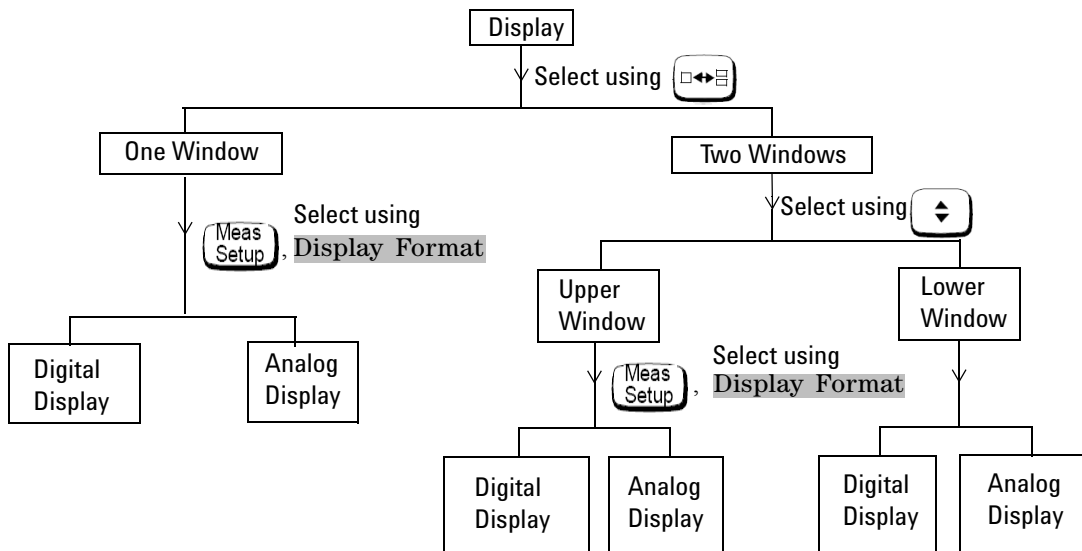 Display
Select using
One Window
Two Windows
Select using
Meas
Setup
,
Select using
Display Format
Upper
Window
Lower
Window
Digital
Display
Analog
Display
Meas
Setup
,
Select using
Display Format
Digital
Display
Analog
Display
Digital
Display
Analog
Display